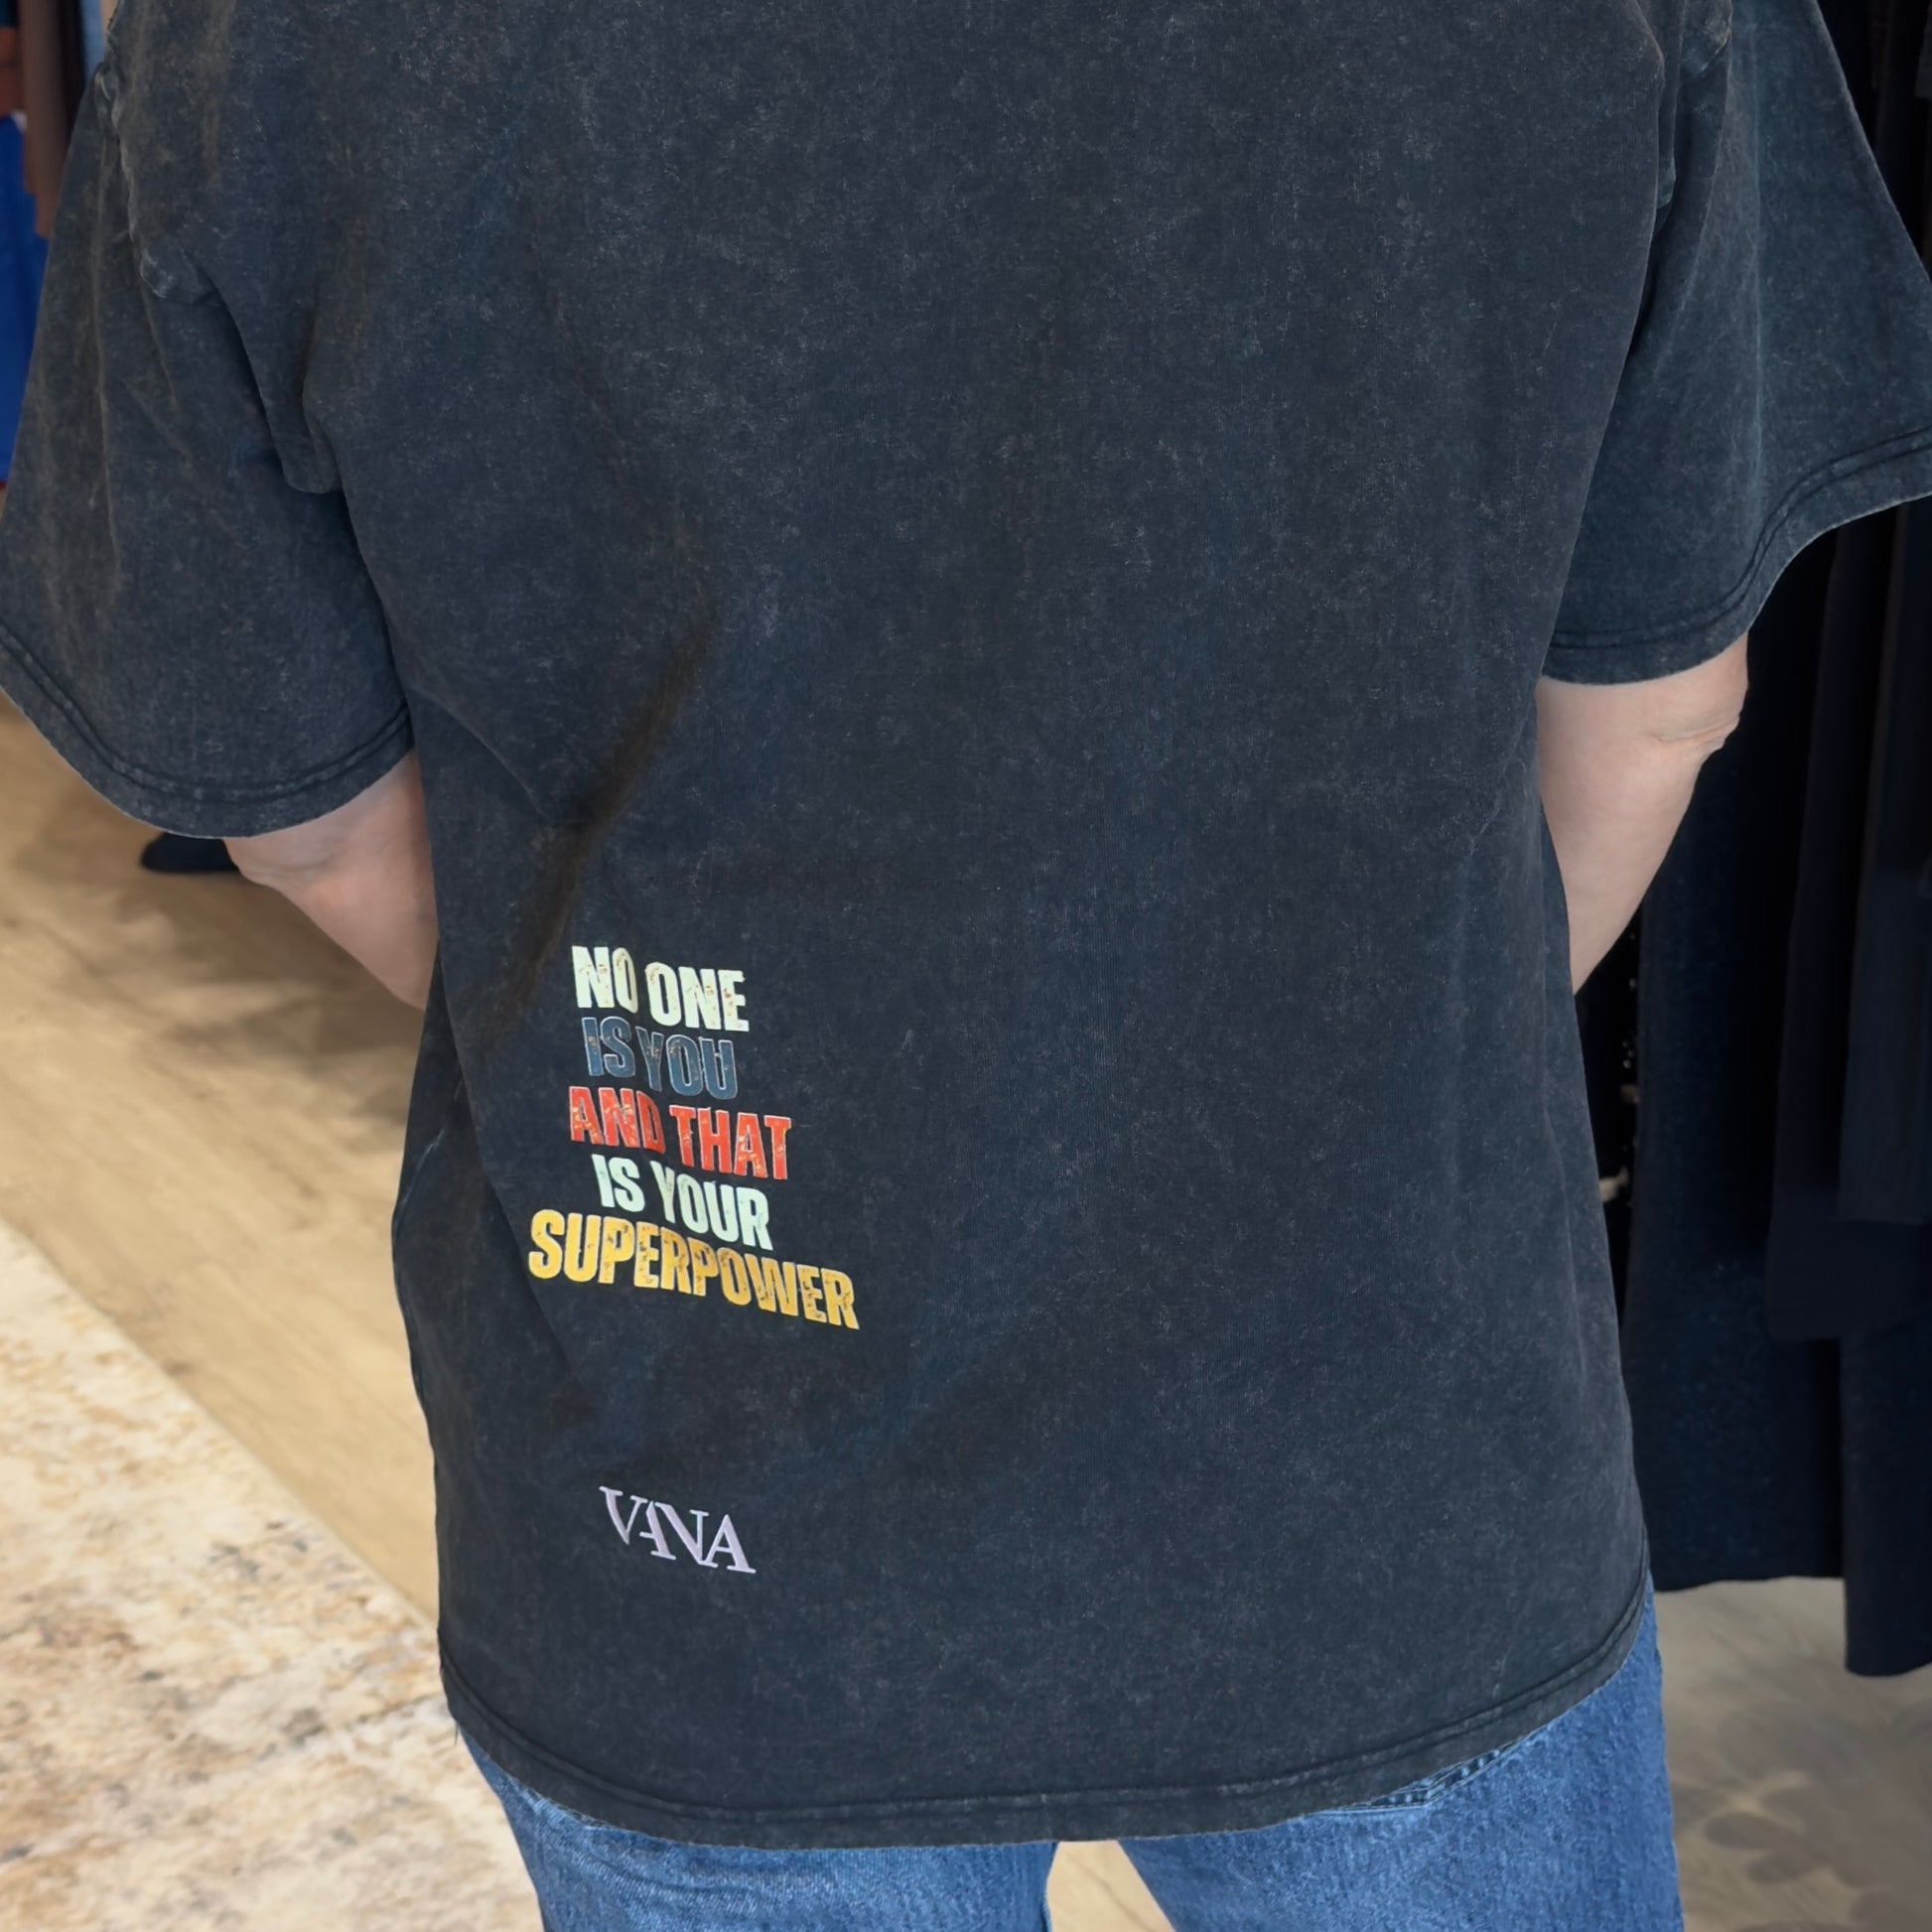 NO ONE
IS YOU
AND THAT
IS YOUR
SUPERPOWER
VANA